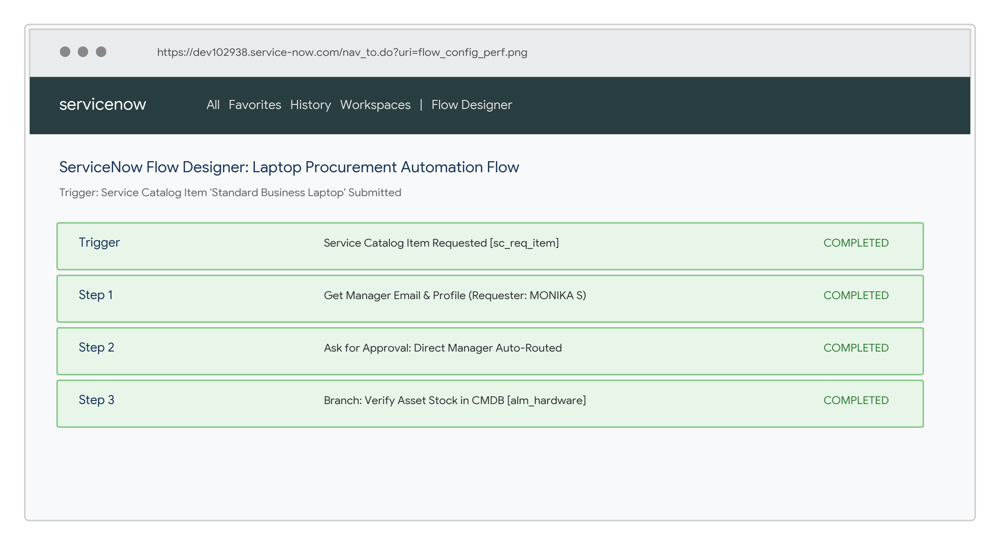 https://dev102938.service-now.com/nav_to.do?uri=flow_config_perf.png
servicenow All Favorites History Workspaces | Flow Designer
ServiceNow Flow Designer: Laptop Procurement Automation Flow
Trigger: Service Catalog Item 'Standard Business Laptop' Submitted
Trigger Service Catalog Item Requested [sc_req_item] COMPLETED
Step 1 Get Manager Email & Profile (Requester: MONIKA S) COMPLETED
Step 2 Ask for Approval: Direct Manager Auto-Routed COMPLETED
Step 3 Branch: Verify Asset Stock in CMDB [alm_hardware] COMPLETED